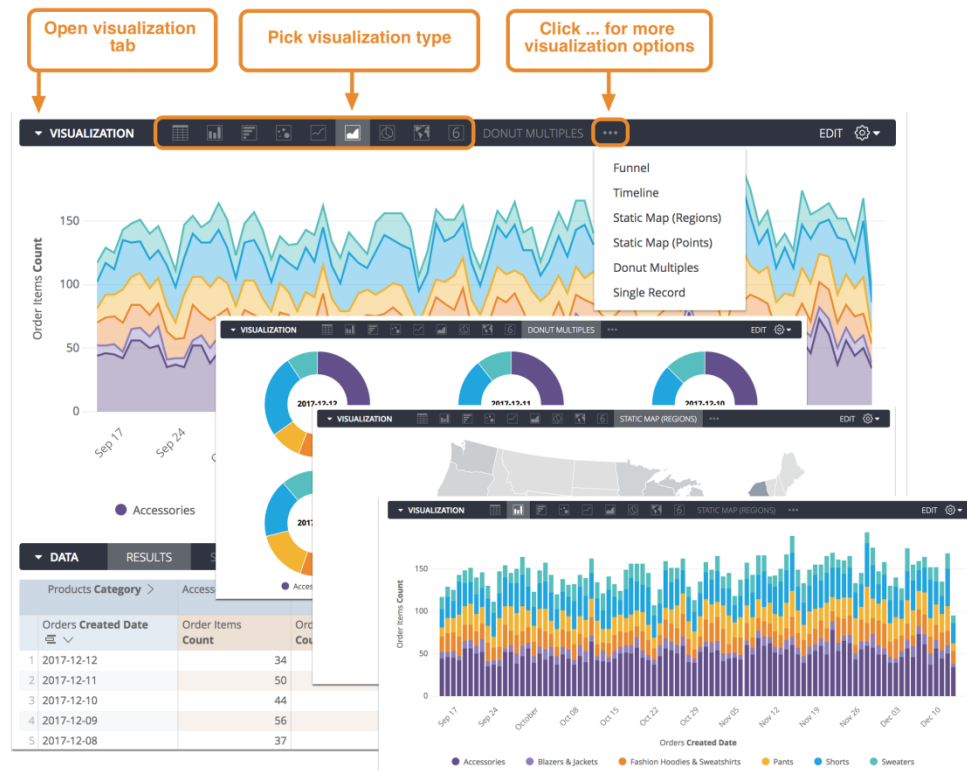 Open visualization
tab
Pick visualization type
Click ... for more
visualization options
VISUALIZATION
6
DONUT MULTIPLES
...
EDIT
Funnel
Timeline
Static Map (Regions)
Static Map (Points)
Donut Multiples
Single Record
150
100
50
0
Order Items Count
Sep 17
Sep 24
Accessories
VISUALIZATION
6
DONUT MULTIPLES
...
EDIT
2017-12-12
2017-12-11
2017-12-10
VISUALIZATION
6
STATIC MAP (REGIONS)
...
EDIT
VISUALIZATION
6
STATIC MAP (REGIONS)
...
EDIT
150
100
50
0
Order Items Count
Sep 17
Sep 24
October
Oct 08
Oct 15
Oct 22
Oct 29
Nov 05
Nov 12
Nov 19
Nov 26
Dec 03
Dec 10
Orders Created Date
Accessories
Blazers & Jackets
Fashion Hoodies & Sweatshirts
Pants
Shorts
Sweaters
DATA
RESULTS
Products Category
Orders Created Date
Order Items
Count
1 2017-12-12 34
2 2017-12-11 50
3 2017-12-10 44
4 2017-12-09 56
5 2017-12-08 37